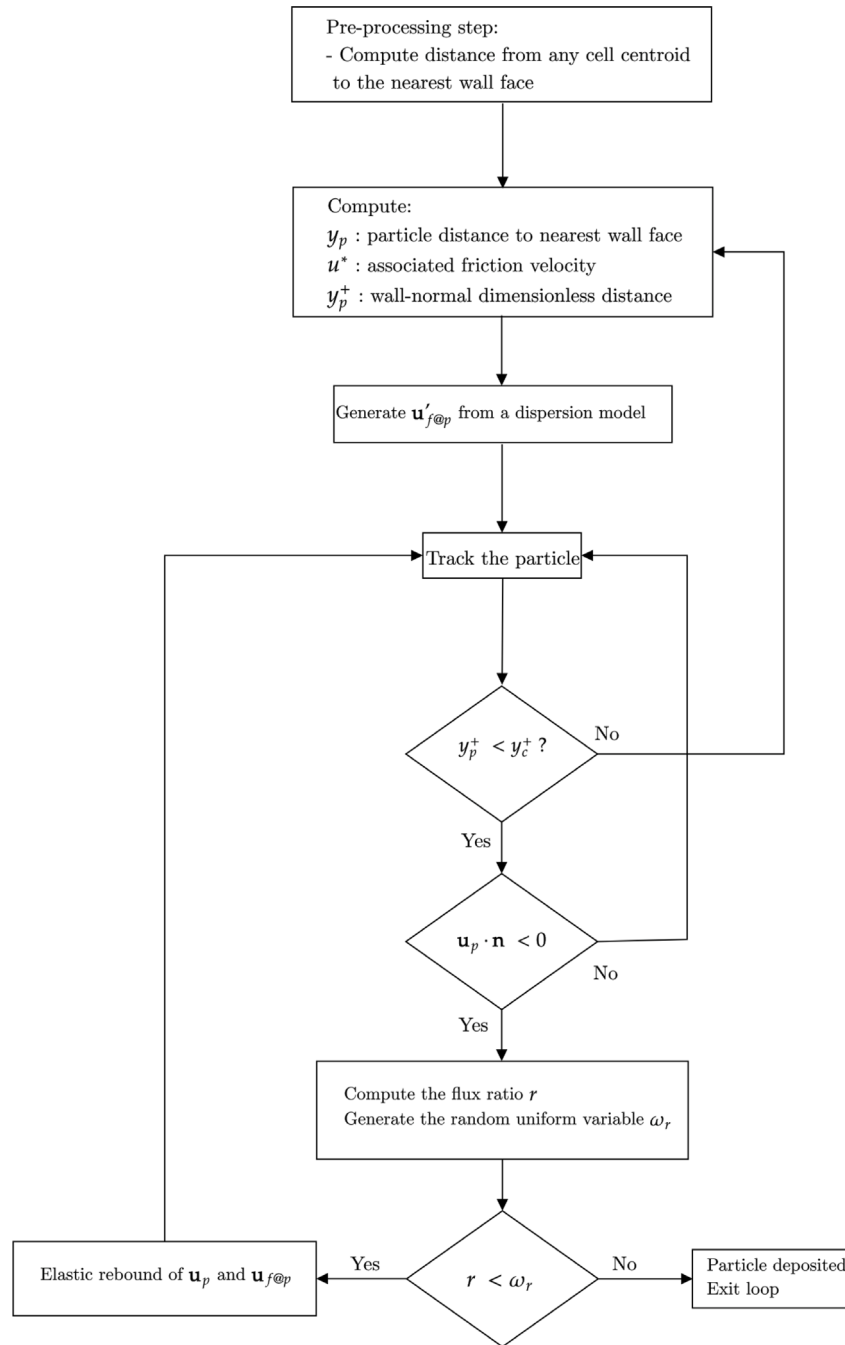 Pre-processing step:
- Compute distance from any cell centroid
to the nearest wall face
Compute:
y_p : particle distance to nearest wall face
u* : associated friction velocity
y_p^+ : wall-normal dimensionless distance
Generate u′_{f@p} from a dispersion model
Track the particle
y_p^+ < y_c^+ ?
No
Yes
u_p · n < 0
No
Yes
Compute the flux ratio r
Generate the random uniform variable ω_r
Elastic rebound of u_p and u_{f@p}
Yes
r < ω_r
No
Particle deposited
Exit loop